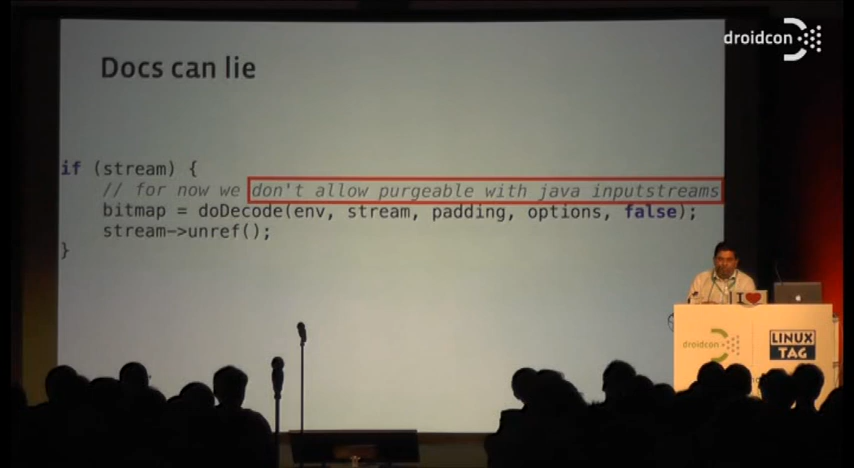 droidcon
Docs can lie
if (stream) {
// for now we don't allow purgeable with java inputstreams
bitmap = doDecode(env, stream, padding, options, false);
stream->unref();
}
I
droidcon
LINUX
TAG